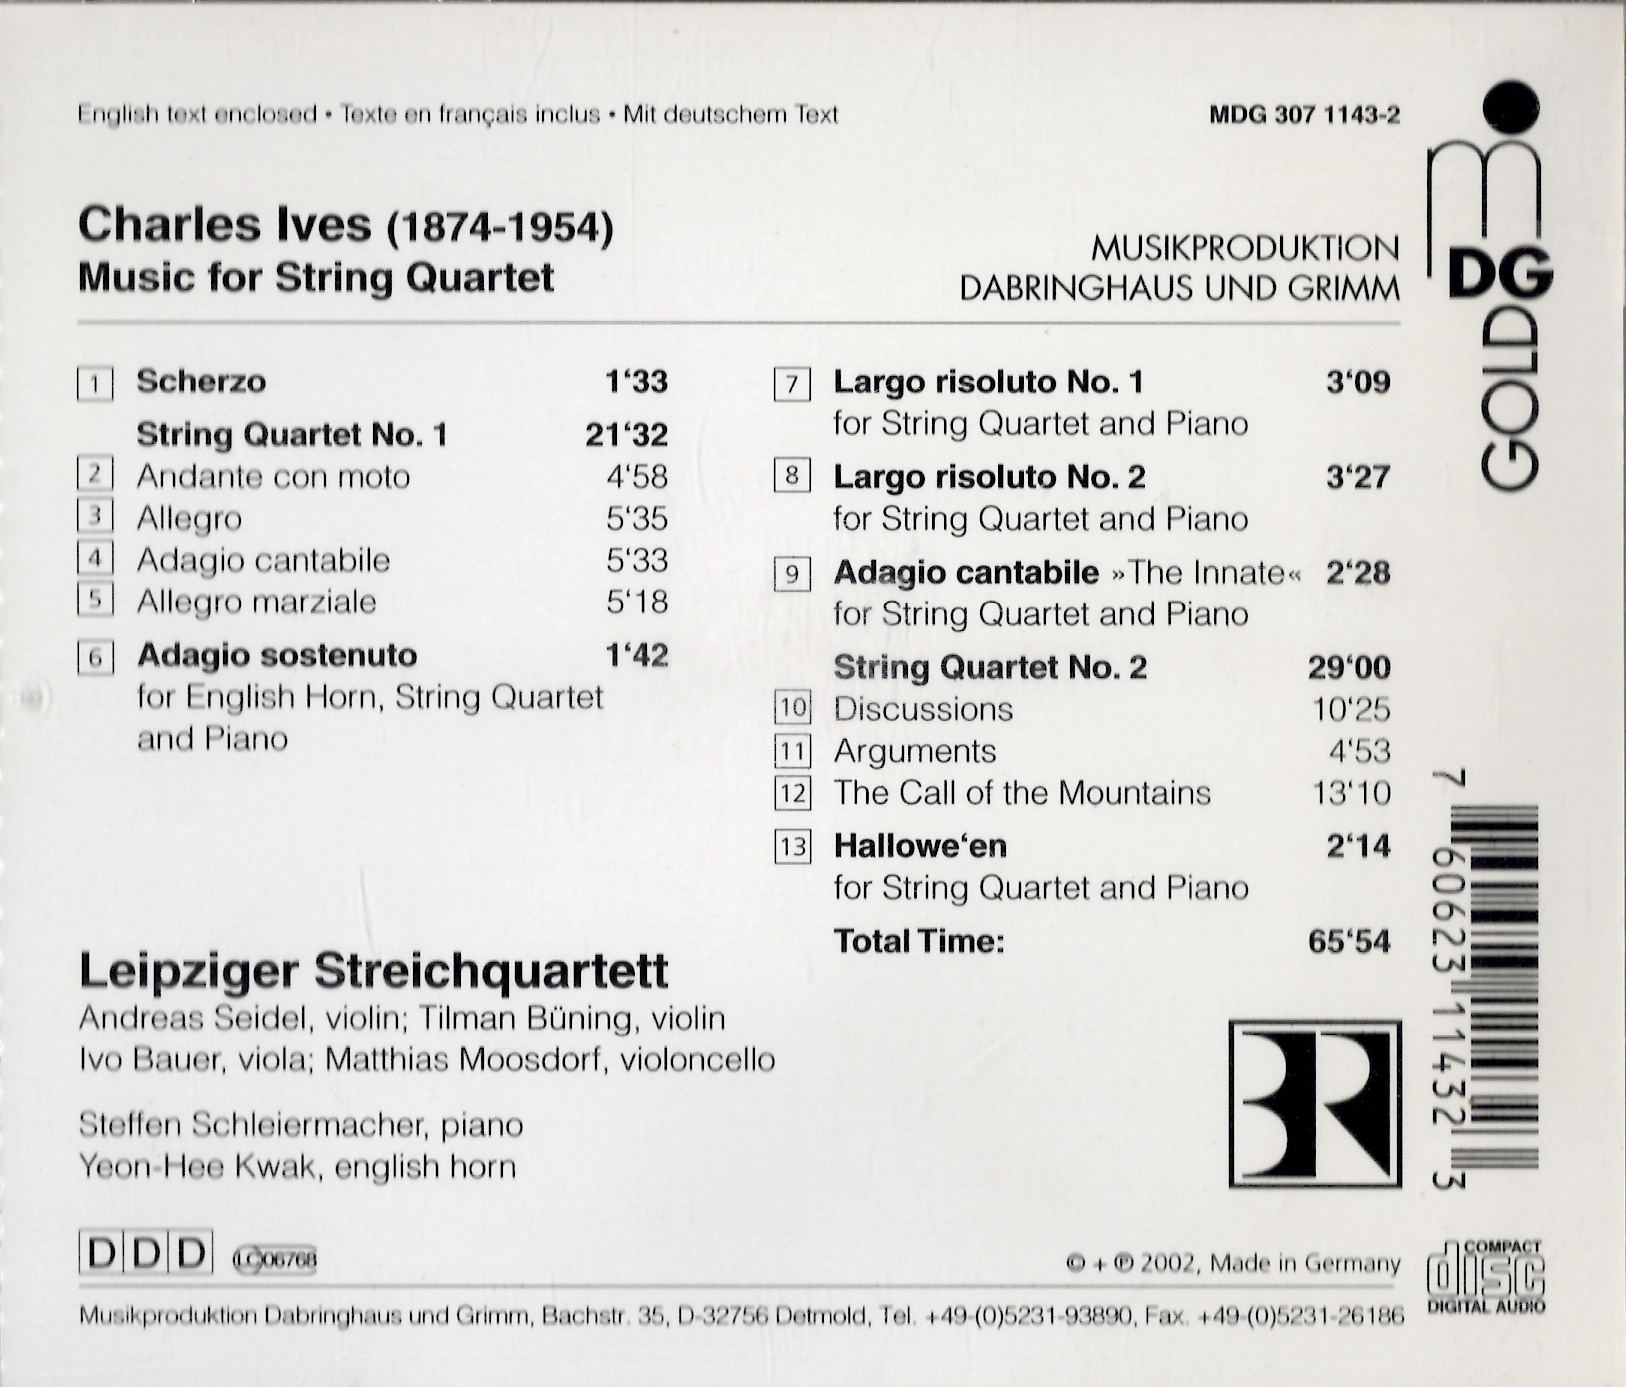 English text enclosed • Texte en français inclus • Mit deutschem Text
MDG 307 1143-2
Charles Ives (1874-1954)
Music for String Quartet
MUSIKPRODUKTION
DABRINGHAUS UND GRIMM
m
DG
GOLD
1 Scherzo 1‘33
String Quartet No. 1 21‘32
2 Andante con moto 4‘58
3 Allegro 5‘35
4 Adagio cantabile 5‘33
5 Allegro marziale 5‘18
6 Adagio sostenuto 1‘42
for English Horn, String Quartet
and Piano
7 Largo risoluto No. 1 3‘09
for String Quartet and Piano
8 Largo risoluto No. 2 3‘27
for String Quartet and Piano
9 Adagio cantabile »The Innate« 2‘28
for String Quartet and Piano
String Quartet No. 2 29‘00
10 Discussions 10‘25
11 Arguments 4‘53
12 The Call of the Mountains 13‘10
13 Hallowe‘en 2‘14
for String Quartet and Piano
Total Time: 65‘54
Leipziger Streichquartett
Andreas Seidel, violin; Tilman Büning, violin
Ivo Bauer, viola; Matthias Moosdorf, violoncello
Steffen Schleiermacher, piano
Yeon-Hee Kwak, english horn
BR
7 60623 11432 3
DDD
LC 06768
© + ℗ 2002, Made in Germany
COMPACT
disc
DIGITAL AUDIO
Musikproduktion Dabringhaus und Grimm, Bachstr. 35, D-32756 Detmold, Tel. +49-(0)5231-93890, Fax. +49-(0)5231-26186